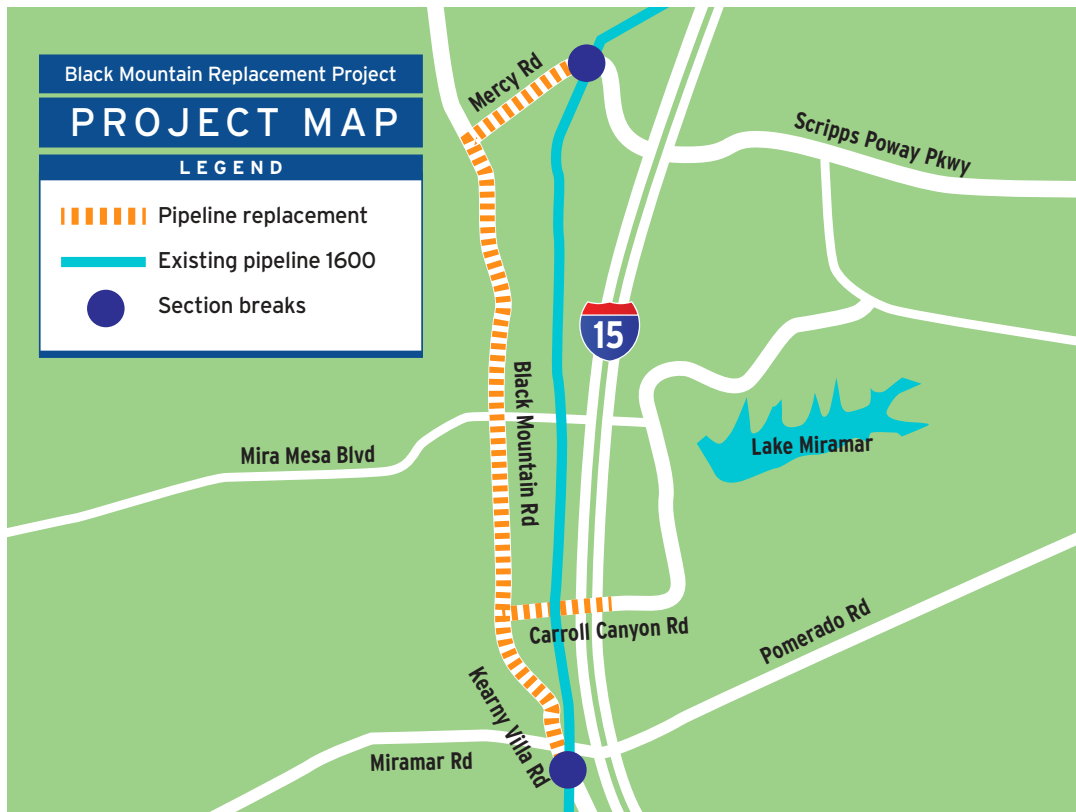 Black Mountain Replacement Project
PROJECT MAP
LEGEND
Pipeline replacement
Existing pipeline 1600
Section breaks
Mercy Rd
Scripps Poway Pkwy
15
Black Mountain Rd
Mira Mesa Blvd
Lake Miramar
Carroll Canyon Rd
Pomerado Rd
Kearny Villa Rd
Miramar Rd